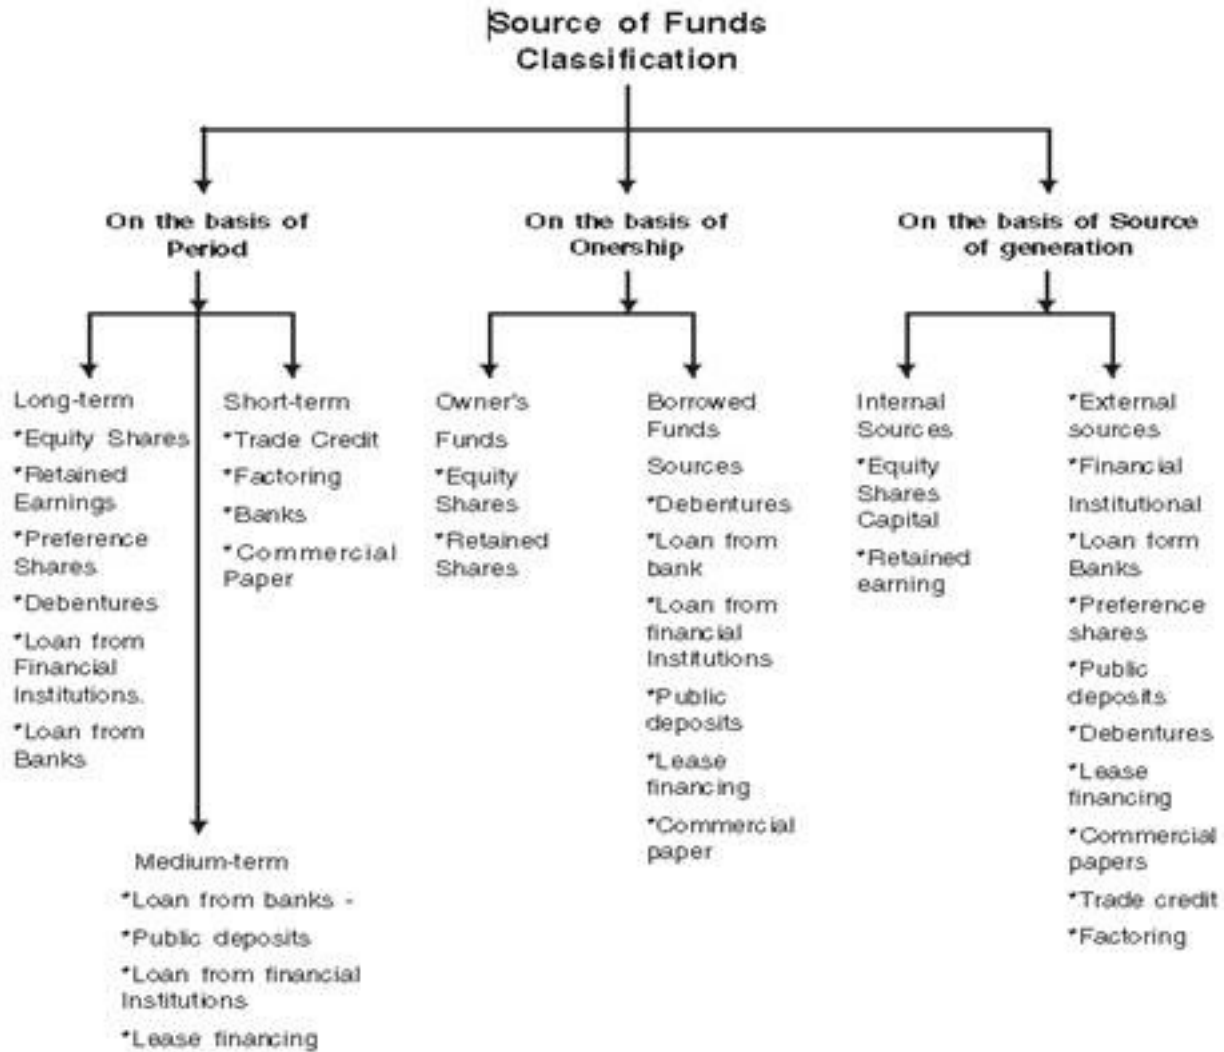 Source of Funds
Classification
On the basis of
Period
On the basis of
Onership
On the basis of Source
of generation
Long-term
*Equity Shares
*Retained
Earnings
*Preference
Shares
*Debentures
*Loan from
Financial
Institutions.
*Loan from
Banks
Short-term
*Trade Credit
*Factoring
*Banks
*Commercial
Paper
Medium-term
*Loan from banks -
*Public deposits
*Loan from financial
Institutions
*Lease financing
Owner's
Funds
*Equity
Shares
*Retained
Shares
Borrowed
Funds
Sources
*Debentures
*Loan from
bank
*Loan from
financial
Institutions
*Public
deposits
*Lease
financing
*Commercial
paper
Internal
Sources
*Equity
Shares
Capital
*Retained
earning
*External
sources
*Financial
Institutional
*Loan form
Banks
*Preference
shares
*Public
deposits
*Debentures
*Lease
financing
*Commercial
papers
*Trade credit
*Factoring